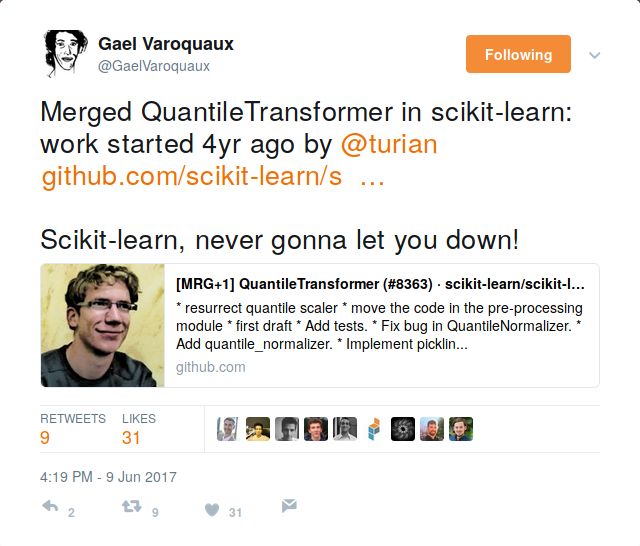 Gael Varoquaux
@GaelVaroquaux
Following
Merged QuantileTransformer in scikit-learn:
work started 4yr ago by @turian
github.com/scikit-learn/s …
Scikit-learn, never gonna let you down!
[MRG+1] QuantileTransformer (#8363) · scikit-learn/scikit-l...
* resurrect quantile scaler * move the code in the pre-processing
module * first draft * Add tests. * Fix bug in QuantileNormalizer. *
Add quantile_normalizer. * Implement picklin...
github.com
RETWEETS LIKES
9 31
4:19 PM - 9 Jun 2017
2 9 31